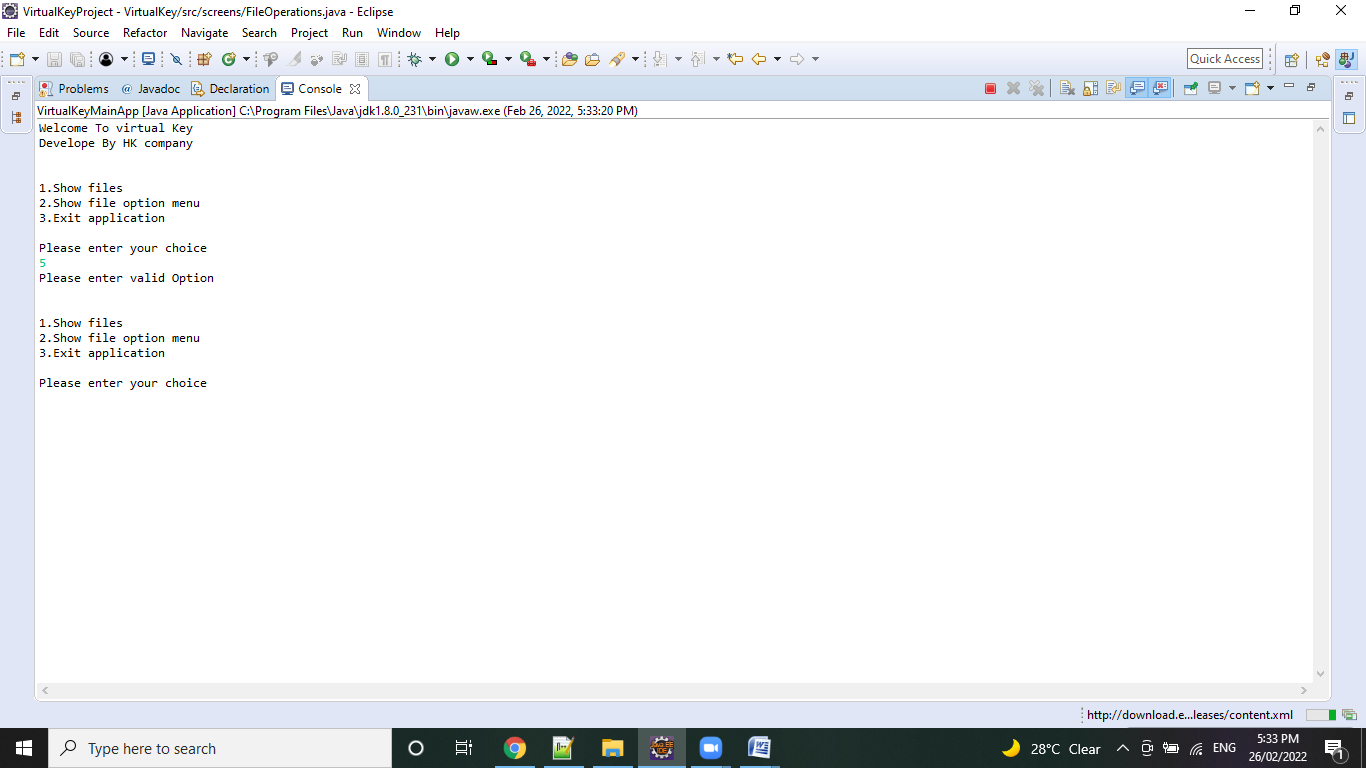 VirtualKeyProject - VirtualKey/src/screens/FileOperations.java - Eclipse
File Edit Source Refactor Navigate Search Project Run Window Help
Quick Access
Problems @ Javadoc Declaration Console
VirtualKeyMainApp [Java Application] C:\Program Files\Java\jdk1.8.0_231\bin\javaw.exe (Feb 26, 2022, 5:33:20 PM)
Welcome To virtual Key
Develope By HK company
1.Show files
2.Show file option menu
3.Exit application
Please enter your choice
5
Please enter valid Option
1.Show files
2.Show file option menu
3.Exit application
Please enter your choice
http://download.e...leases/content.xml
Type here to search
28°C Clear
ENG
5:33 PM
26/02/2022
1